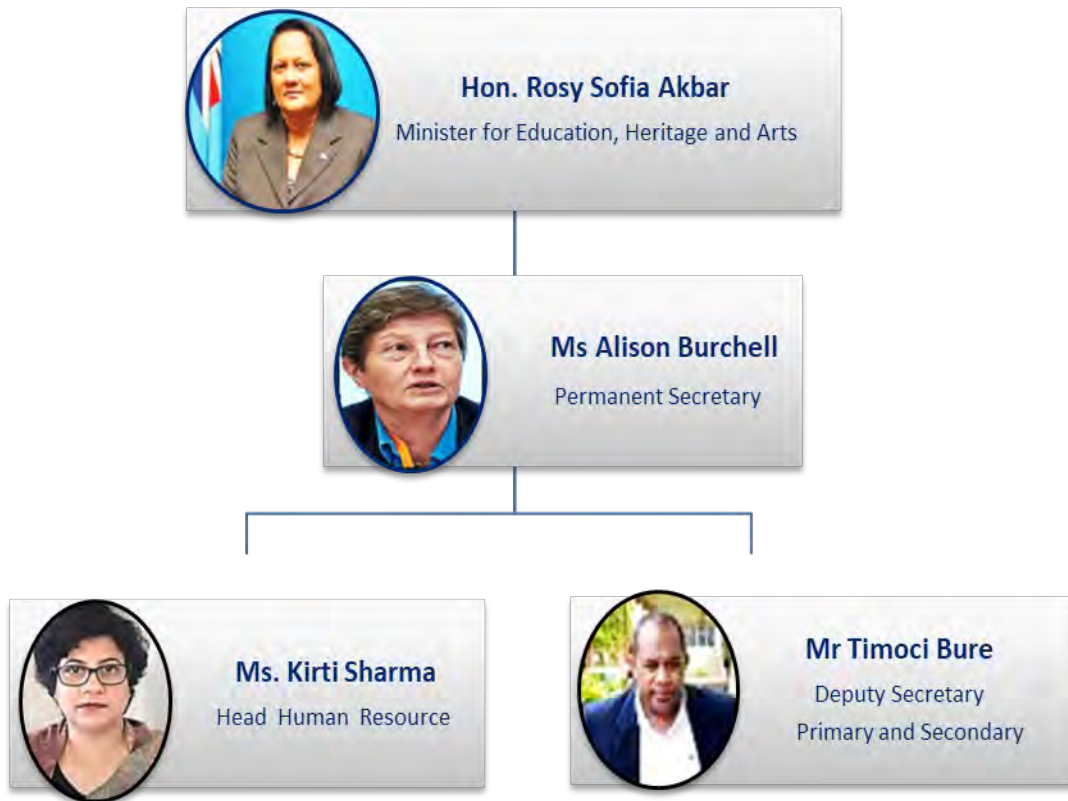 Hon. Rosy Sofia Akbar
Minister for Education, Heritage and Arts
Ms Alison Burchell
Permanent Secretary
Ms. Kirti Sharma
Head Human Resource
Mr Timoci Bure
Deputy Secretary
Primary and Secondary